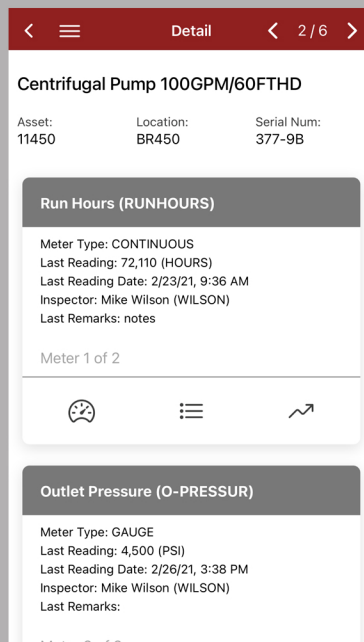 Detail
2/6
Centrifugal Pump 100GPM/60FTHD
Asset: Location: Serial Num:
11450 BR450 377-9B
Run Hours (RUNHOURS)
Meter Type: CONTINUOUS
Last Reading: 72,110 (HOURS)
Last Reading Date: 2/23/21, 9:36 AM
Inspector: Mike Wilson (WILSON)
Last Remarks: notes
Meter 1 of 2
Outlet Pressure (O-PRESSUR)
Meter Type: GAUGE
Last Reading: 4,500 (PSI)
Last Reading Date: 2/26/21, 3:38 PM
Inspector: Mike Wilson (WILSON)
Last Remarks: